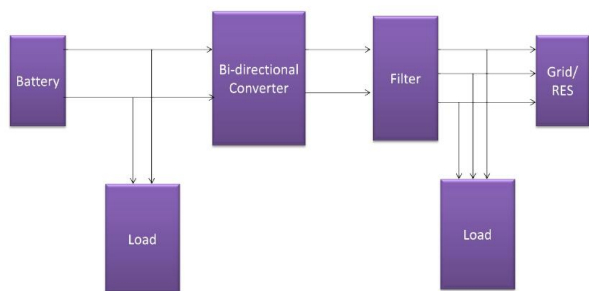 Battery
Bi-directional
Converter
Filter
Grid/
RES
Load
Load